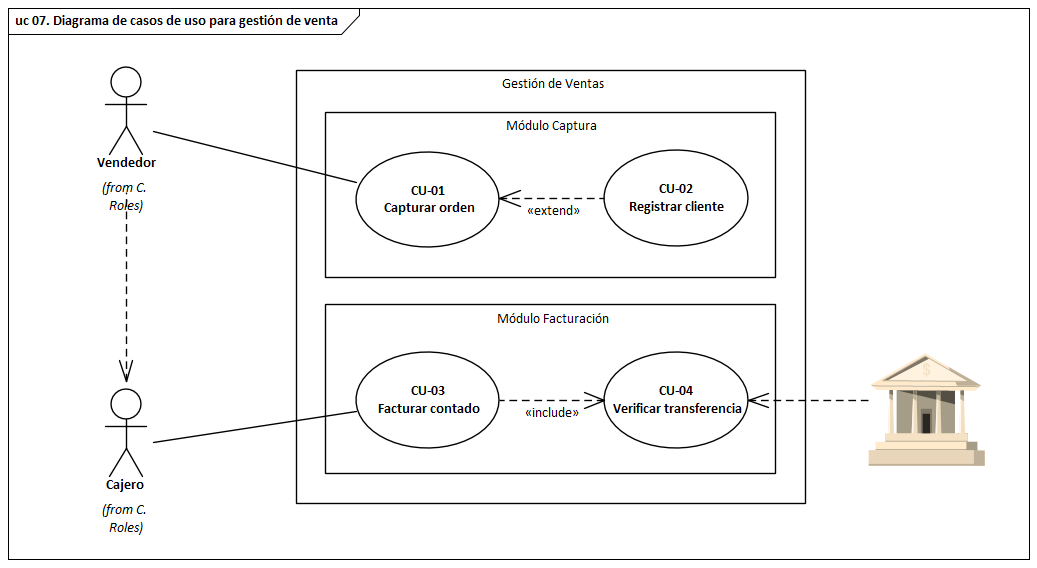 uc 07. Diagrama de casos de uso para gestión de venta
Gestión de Ventas
Módulo Captura
Vendedor
(from C.
Roles)
CU-01
Capturar orden
«extend»
CU-02
Registrar cliente
Módulo Facturación
CU-03
Facturar contado
«include»
CU-04
Verificar transferencia
$
Cajero
(from C.
Roles)